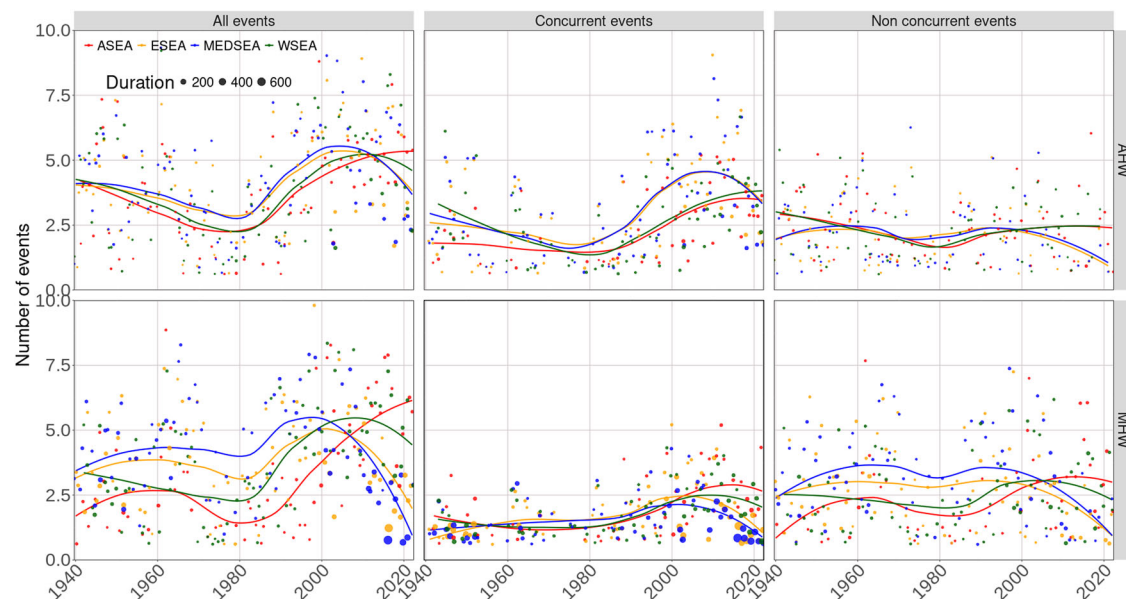 All events
Concurrent events
Non concurrent events
ASEA ESEA MEDSEA WSEA
Duration 200 400 600
Number of events
10.0
7.5
5.0
2.5
0.0
AHW
10.0
7.5
5.0
2.5
0.0
MHW
1940 1960 1980 2000 2020
1940 1960 1980 2000 2020
1940 1960 1980 2000 2020